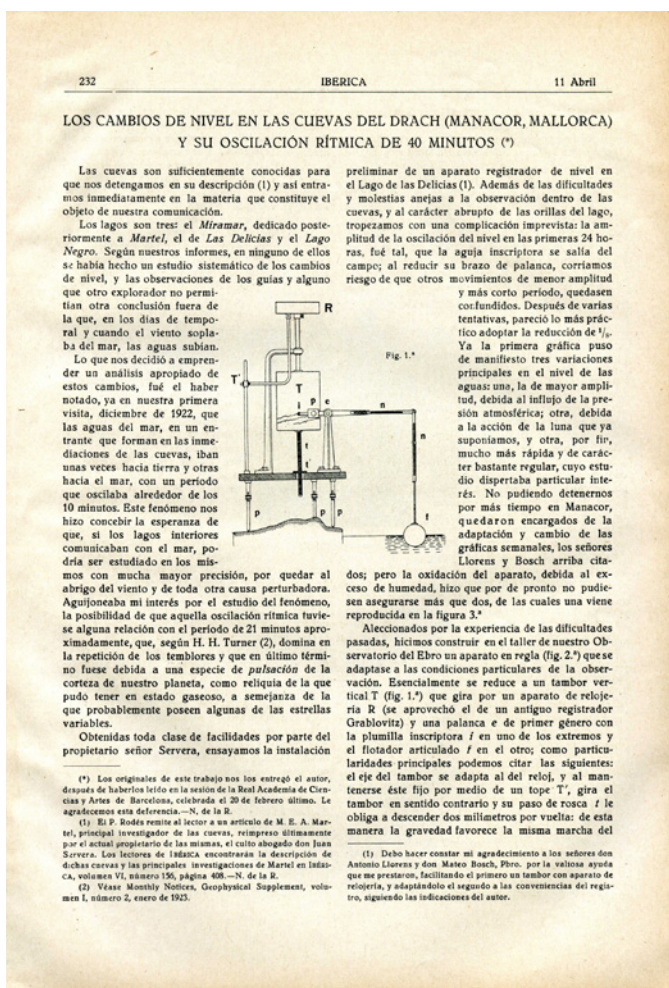 232
IBERICA
11 Abril
LOS CAMBIOS DE NIVEL EN LAS CUEVAS DEL DRACH (MANACOR, MALLORCA)
Y SU OSCILACIÓN RÍTMICA DE 40 MINUTOS (*)
Las cuevas son suficientemente conocidas para
que nos detengamos en su descripción (1) y así entra-
mos inmediatamente en la materia que constituye el
objeto de nuestra comunicación.
Los lagos son tres: el Miramar, dedicado poste-
riormente a Martel, el de Las Delicias y el Lago
Negro. Según nuestros informes, en ninguno de ellos
se había hecho un estudio sistemático de los cambios
de nivel, y las observaciones de los guías y alguno
que otro explorador no permi-
tían otra conclusión fuera de
la que, en los días de tempo-
ral y cuando el viento sopla-
ba del mar, las aguas subían.
Lo que nos decidió a empren-
der un análisis apropiado de
estos cambios, fué el haber
notado, ya en nuestra primera
visita, diciembre de 1922, que
las aguas del mar, en un en-
trante que forman en las inme-
diaciones de las cuevas, iban
unas veces hacia tierra y otras
hacia el mar, con un período
que oscilaba alrededor de los
10 minutos. Este fenómeno nos
hizo concebir la esperanza de
que, si los lagos interiores
comunicaban con el mar, po-
dría ser estudiado en los mis-
mos con mucha mayor precisión, por quedar al
abrigo del viento y de toda otra causa perturbadora.
Aguijoneaba mi interés por el estudio del fenómeno,
la posibilidad de que aquella oscilación rítmica tuvie-
se alguna relación con el período de 21 minutos apro-
ximadamente, que, según H. H. Turner (2), domina en
la repetición de los temblores y que en último térmi-
no fuese debida a una especie de pulsación de la
corteza de nuestro planeta, como reliquia de la que
pudo tener en estado gaseoso, a semejanza de la
que probablemente poseen algunas de las estrellas
variables.
Obtenidas toda clase de facilidades por parte del
propietario señor Servera, ensayamos la instalación
(*) Los originales de este trabajo nos los entregó el autor,
después de haberlos leído en la sesión de la Real Academia de Cien-
cias y Artes de Barcelona, celebrada el 20 de febrero último. Le
agradecemos esta deferencia.—N. de la R.
(1) El P. Rodés remite al lector a un artículo de M. E. A. Mar-
tel, principal investigador de las cuevas, reimpreso últimamente
por el actual propietario de las mismas, el culto abogado don Juan
Servera. Los lectores de IBÉRICA encontrarán la descripción de
dichas cuevas y las principales investigaciones de Martel en IBÉRI-
CA, volumen VI, número 156, página 408.—N. de la R.
(2) Véase Monthly Notices, Geophysical Supplement, volu-
men I, número 2, enero de 1923.
R
Fig. 1.ª
T'
T
i
p
e
n
n
t
t'
p
p
p
f
preliminar de un aparato registrador de nivel en
el Lago de las Delicias (1). Además de las dificultades
y molestias anejas a la observación dentro de las
cuevas, y al carácter abrupto de las orillas del lago,
tropezamos con una complicación imprevista: la am-
plitud de la oscilación del nivel en las primeras 24 ho-
ras, fué tal, que la aguja inscriptora se salía del
campo; al reducir su brazo de palanca, corríamos
riesgo de que otros movimientos de menor amplitud
y más corto período, quedasen
confundidos. Después de varias
tentativas, pareció lo más prác-
tico adoptar la reducción de
Ya la primera gráfica puso
de manifiesto tres variaciones
principales en el nivel de las
aguas: una, la de mayor ampli-
tud, debida al influjo de la pre-
sión atmosférica; otra, debida
a la acción de la luna que ya
suponíamos, y otra, por fin,
mucho más rápida y de carác-
ter bastante regular, cuyo estu-
dio dispertaba particular inte-
rés. No pudiendo detenernos
por más tiempo en Manacor,
quedaron encargados de la
adaptación y cambio de las
gráficas semanales, los señores
Llorens y Bosch arriba cita-
dos; pero la oxidación del aparato, debida al ex-
ceso de humedad, hizo que por de pronto no pudie-
sen asegurarse más que dos, de las cuales una viene
reproducida en la figura 3.ª
Aleccionados por la experiencia de las dificultades
pasadas, hicimos construir en el taller de nuestro Ob-
servatorio del Ebro un aparato en regla (fig. 2.ª) que se
adaptase a las condiciones particulares de la obser-
vación. Esencialmente se reduce a un tambor ver-
tical T (fig. 1.ª) que gira por un aparato de reloje-
ría R (se aprovechó el de un antiguo registrador
Grablovitz) y una palanca e de primer género con
la plumilla inscriptora i en uno de los extremos y
el flotador articulado f en el otro; como particu-
laridades principales podemos citar las siguientes:
el eje del tambor se adapta al del reloj, y al man-
tenerse éste fijo por medio de un tope T', gira el
tambor en sentido contrario y su paso de rosca t le
obliga a descender dos milímetros por vuelta: de esta
manera la gravedad favorece la misma marcha del
(1) Debo hacer constar mi agradecimiento a los señores don
Antonio Llorens y don Mateo Bosch, Pbro. por la valiosa ayuda
que me prestaron, facilitando el primero un tambor con aparato de
relojería, y adaptándolo el segundo a las conveniencias del regis-
tro, siguiendo las indicaciones del autor.